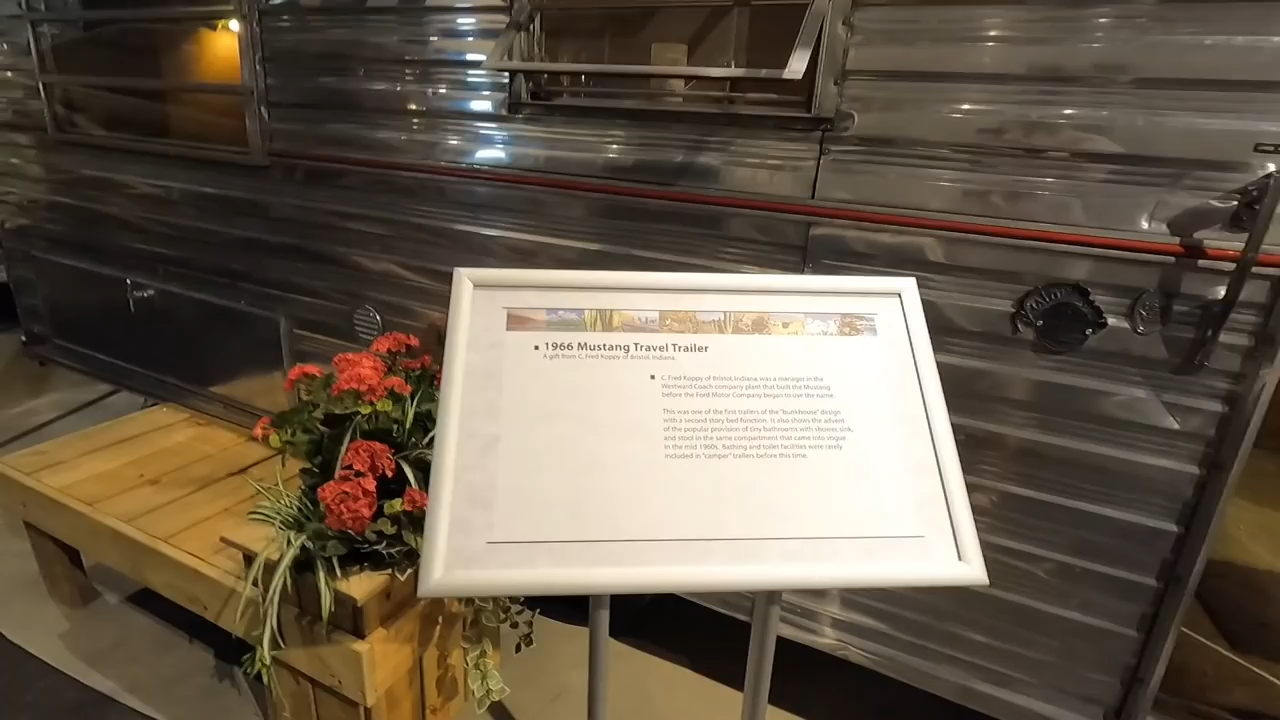 1966 Mustang Travel Trailer
A gift from C. Fred Koppy of Bristol, Indiana.
C. Fred Koppy of Bristol, Indiana, was a manager in the
Westward Coach company plant that built the Mustang
before the Ford Motor Company began to use the name.
This was one of the first trailers of the "bunkhouse" design
with a second story bed function. It also shows the advent
of the popular provision of tiny bathrooms with shower, sink,
and stool in the same compartment that came into vogue
in the mid 1960s. Bathing and toilet facilities were rarely
included in "camper" trailers before this time.